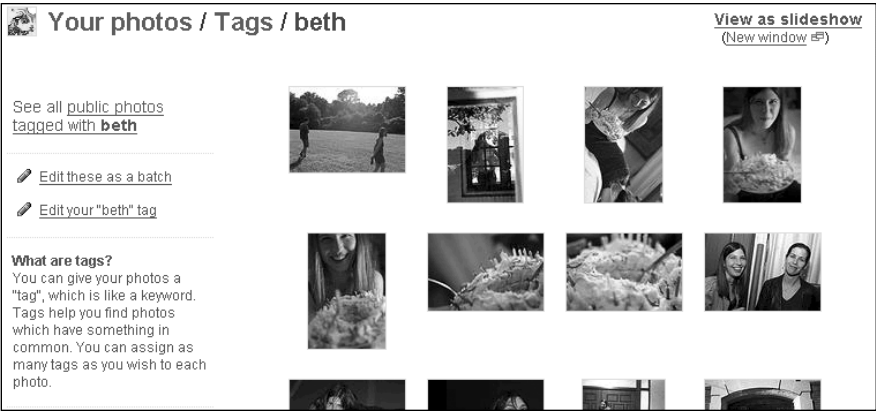 Your photos / Tags / beth
View as slideshow
(New window)
See all public photos
tagged with beth
Edit these as a batch
Edit your "beth" tag
What are tags?
You can give your photos a
"tag", which is like a keyword.
Tags help you find photos
which have something in
common. You can assign as
many tags as you wish to each
photo.